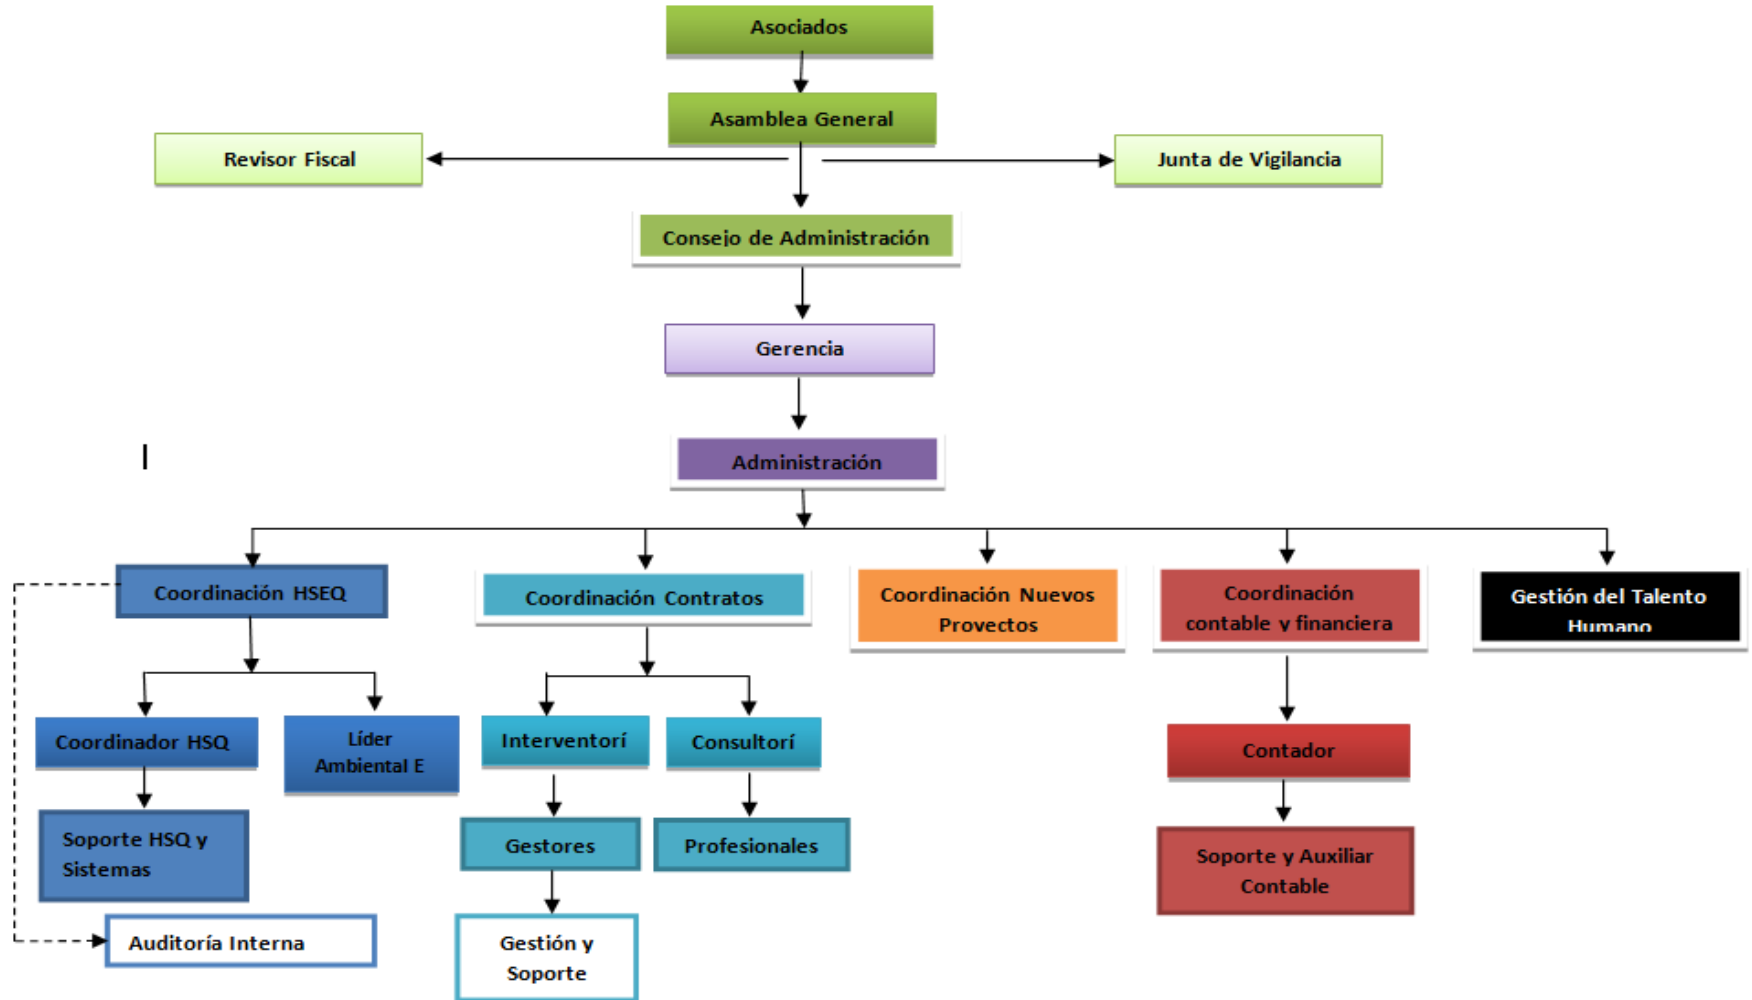 Asociados
Asamblea General
Revisor Fiscal
Junta de Vigilancia
Consejo de Administración
Gerencia
I
Administración
Coordinación HSEQ
Coordinación Contratos
Coordinación Nuevos
Proyectos
Coordinación
contable y financiera
Gestión del Talento
Humano
Coordinador HSQ
Líder
Ambiental E
Interventorí
Consultorí
Contador
Soporte HSQ y
Sistemas
Gestores
Profesionales
Soporte y Auxiliar
Contable
Auditoría Interna
Gestión y
Soporte